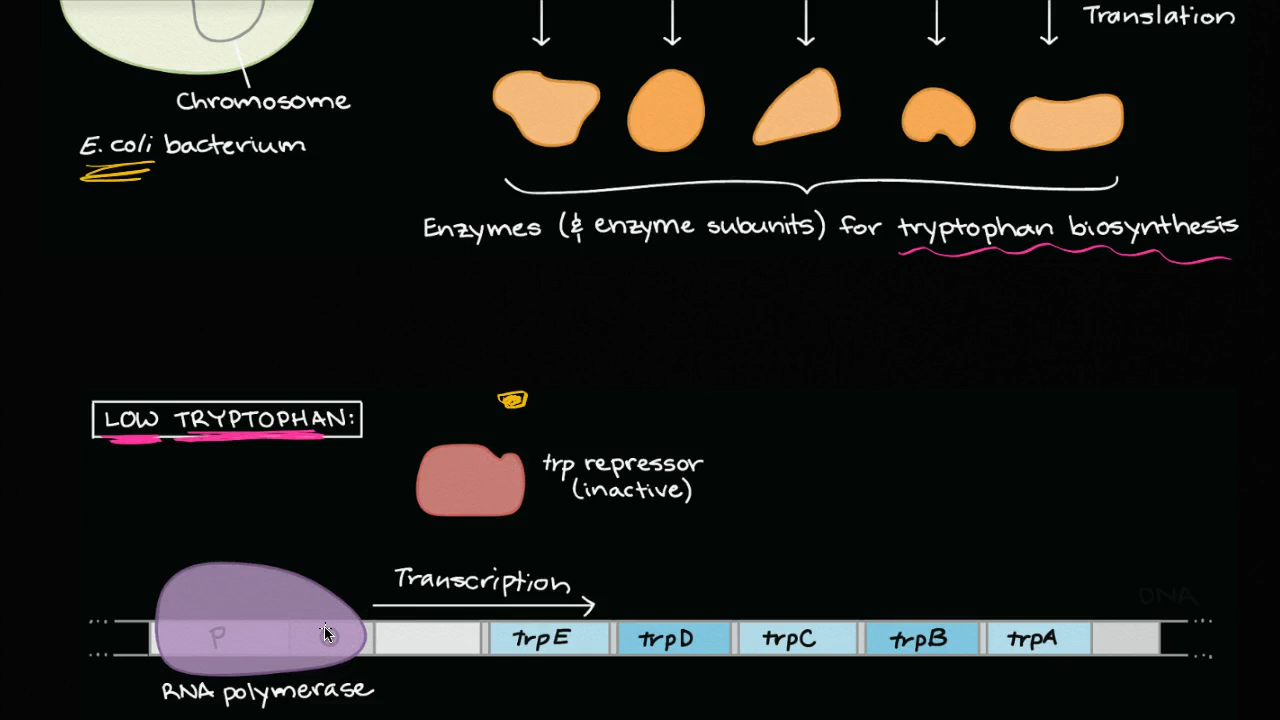 Translation
Chromosome
E. coli bacterium
Enzymes (& enzyme subunits) for tryptophan biosynthesis
LOW TRYPTOPHAN:
trp repressor
(inactive)
Transcription
DNA
P
O
trpE
trpD
trpC
trpB
trpA
RNA polymerase